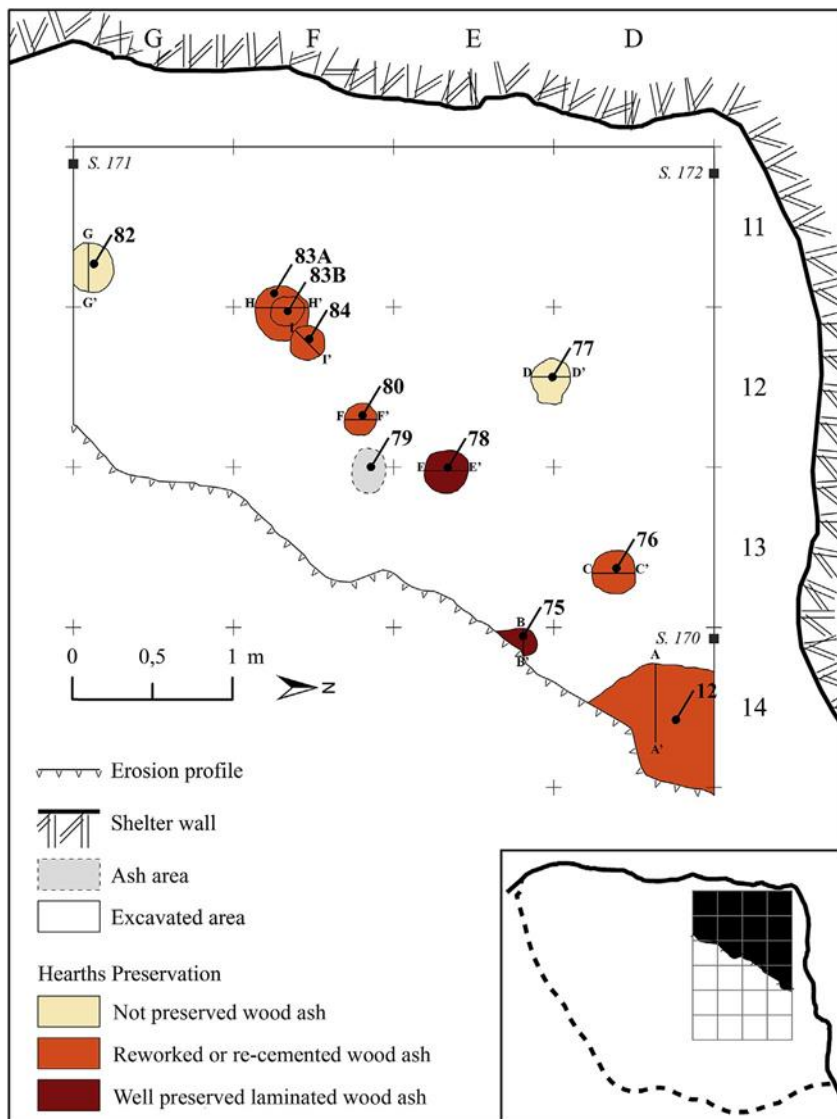 G F E D
S. 171
S. 172
11
G
82
G'
83A
83B
H H'
84
I
I'
77
D D'
12
80
F F'
79
78
E E'
76
C C'
13
75
B
B'
S. 170
A
12
A'
14
0 0,5 1 m
N
Erosion profile
Shelter wall
Ash area
Excavated area
Hearths Preservation
Not preserved wood ash
Reworked or re-cemented wood ash
Well preserved laminated wood ash